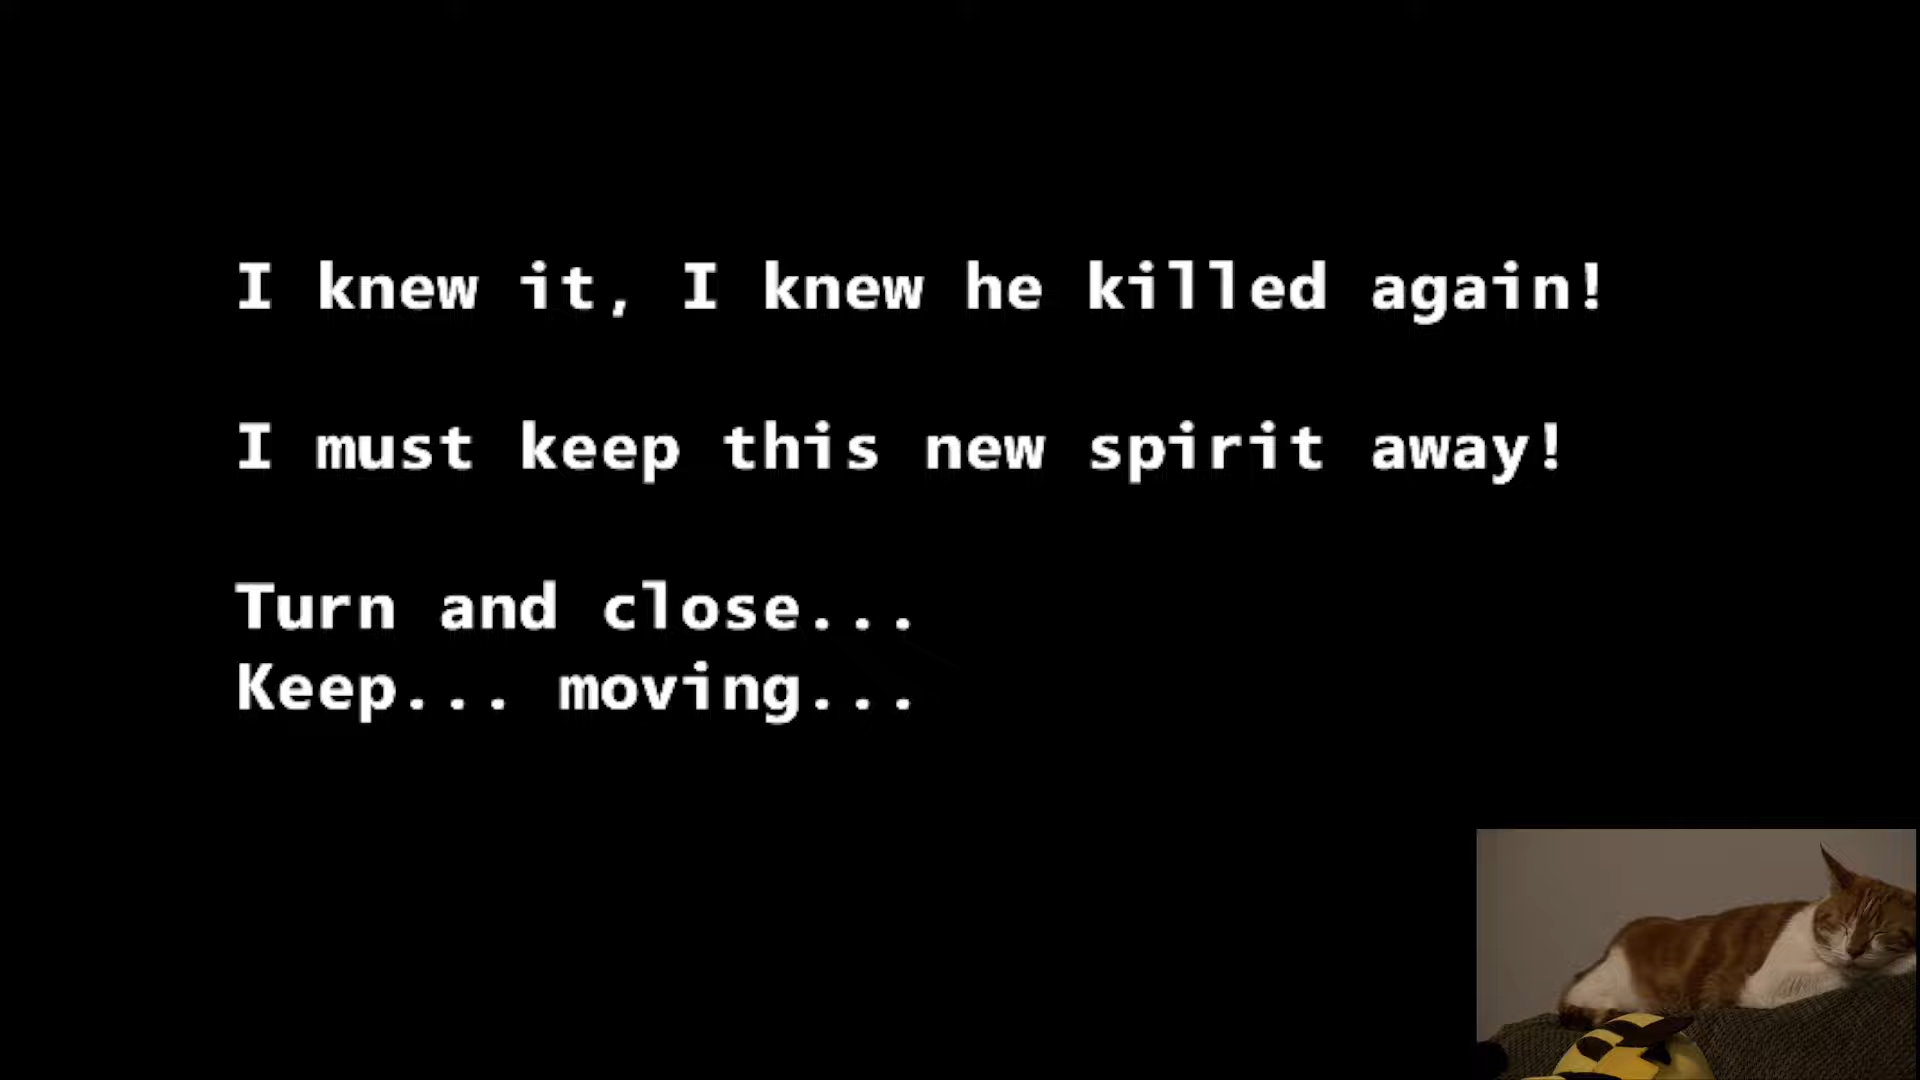 I knew it, I knew he killed again!
I must keep this new spirit away!
Turn and close...
Keep... moving...